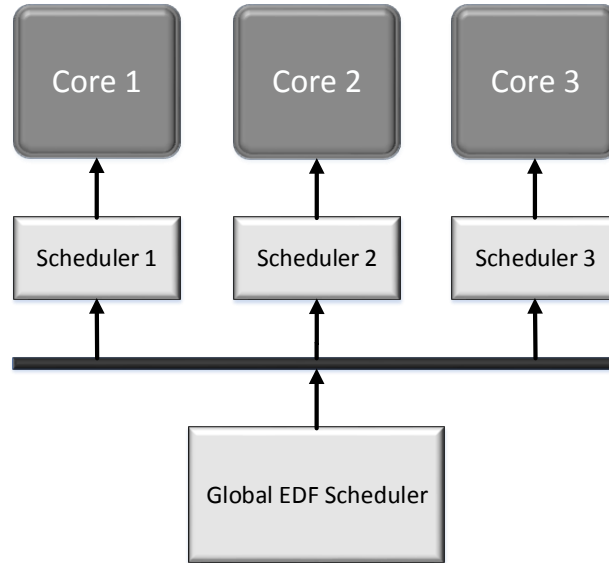 Core 1
Core 2
Core 3
Scheduler 1
Scheduler 2
Scheduler 3
Global EDF Scheduler